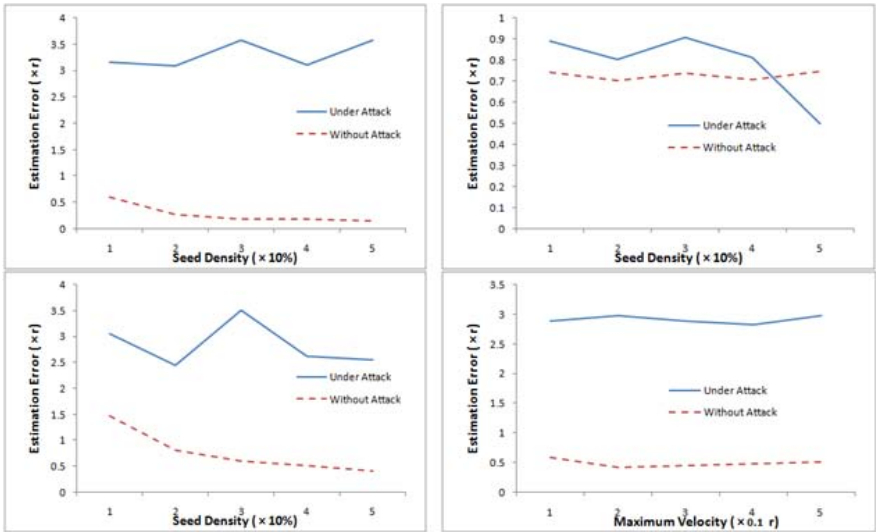 4
3.5
3
2.5
2
1.5
1
0.5
0
Estimation Error ( ×r)
Under Attack
Without Attack
1 2 3 4 5
Seed Density ( × 10%)
1
0.9
0.8
0.7
0.6
0.5
0.4
0.3
0.2
0.1
0
Estimation Error ( ×r)
Under Attack
Without Attack
1 2 3 4 5
Seed Density ( × 10%)
4
3.5
3
2.5
2
1.5
1
0.5
0
Estimation Error ( ×r)
Under Attack
Without Attack
1 2 3 4 5
Seed Density ( × 10%)
3.5
3
2.5
2
1.5
1
0.5
0
Estimation Error ( ×r)
Under Attack
Without Attack
1 2 3 4 5
Maximum Velocity ( × 0.1 r)